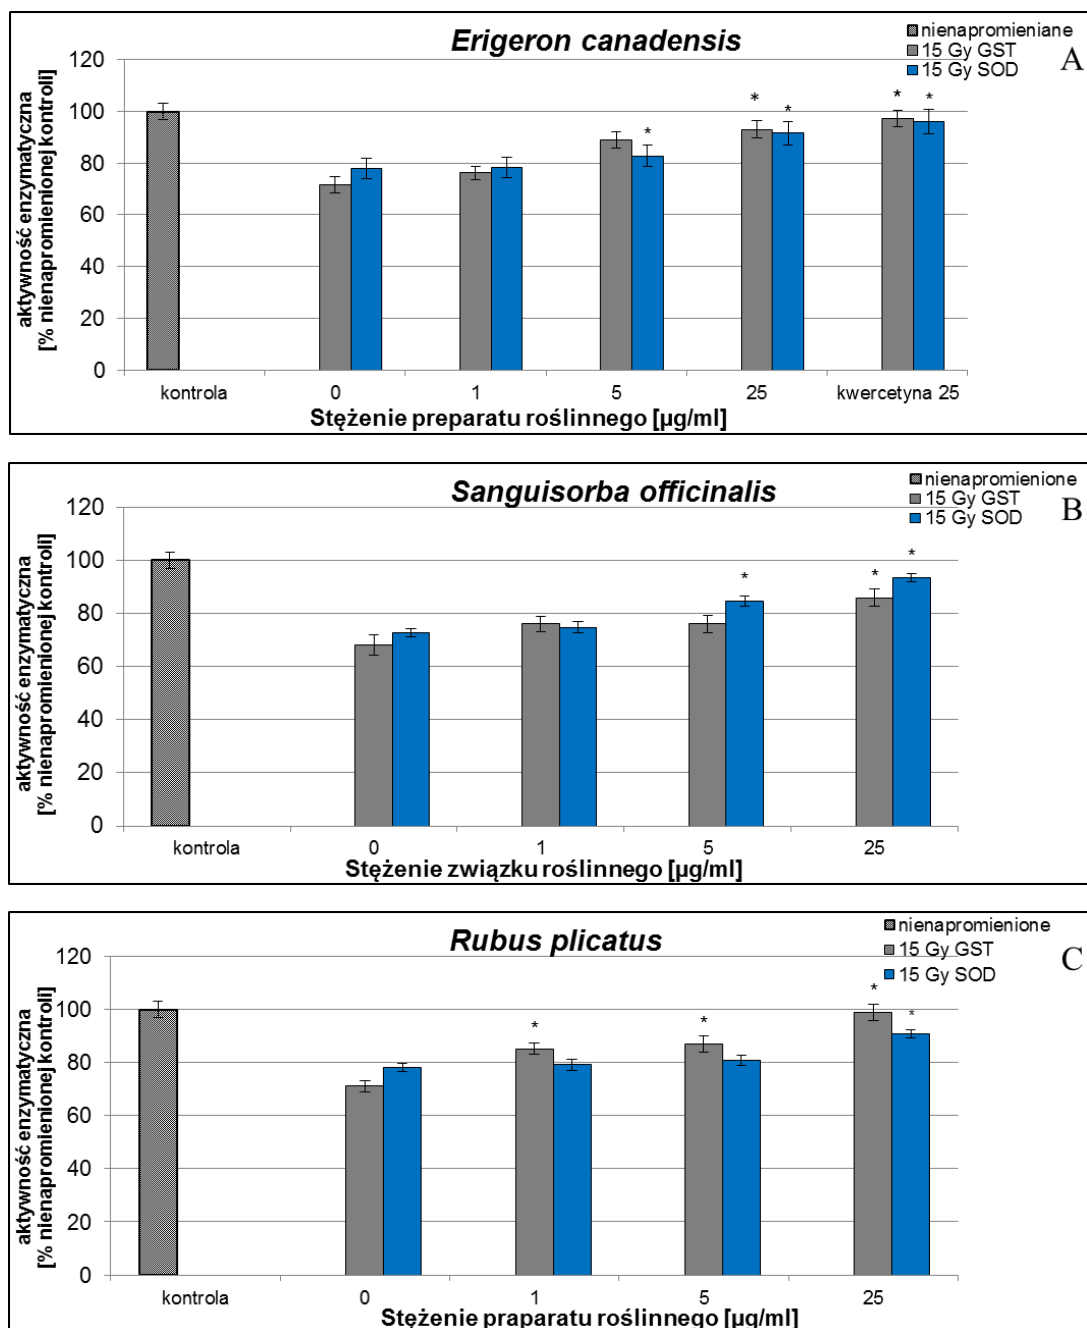 Erigeron canadensis
nienapromieniane
15 Gy GST
15 Gy SOD
A
aktywność enzymatyczna
[% nienapromienionej kontroli]
120
100
80
60
40
20
0
* * * * *
kontrola 0 1 5 25 kwercetyna 25
Stężenie preparatu roślinnego [µg/ml]
Sanguisorba officinalis
nienapromienione
15 Gy GST
15 Gy SOD
B
aktywność enzymatyczna
[% nienapromienionej kontroli]
120
100
80
60
40
20
0
* * *
kontrola 0 1 5 25
Stężenie związku roślinnego [µg/ml]
Rubus plicatus
nienapromienione
15 Gy GST
15 Gy SOD
C
aktywność enzymatyczna
[% nienapromienionej kontroli]
120
100
80
60
40
20
0
* * * *
kontrola 0 1 5 25
Stężenie praparatu roślinnego [µg/ml]